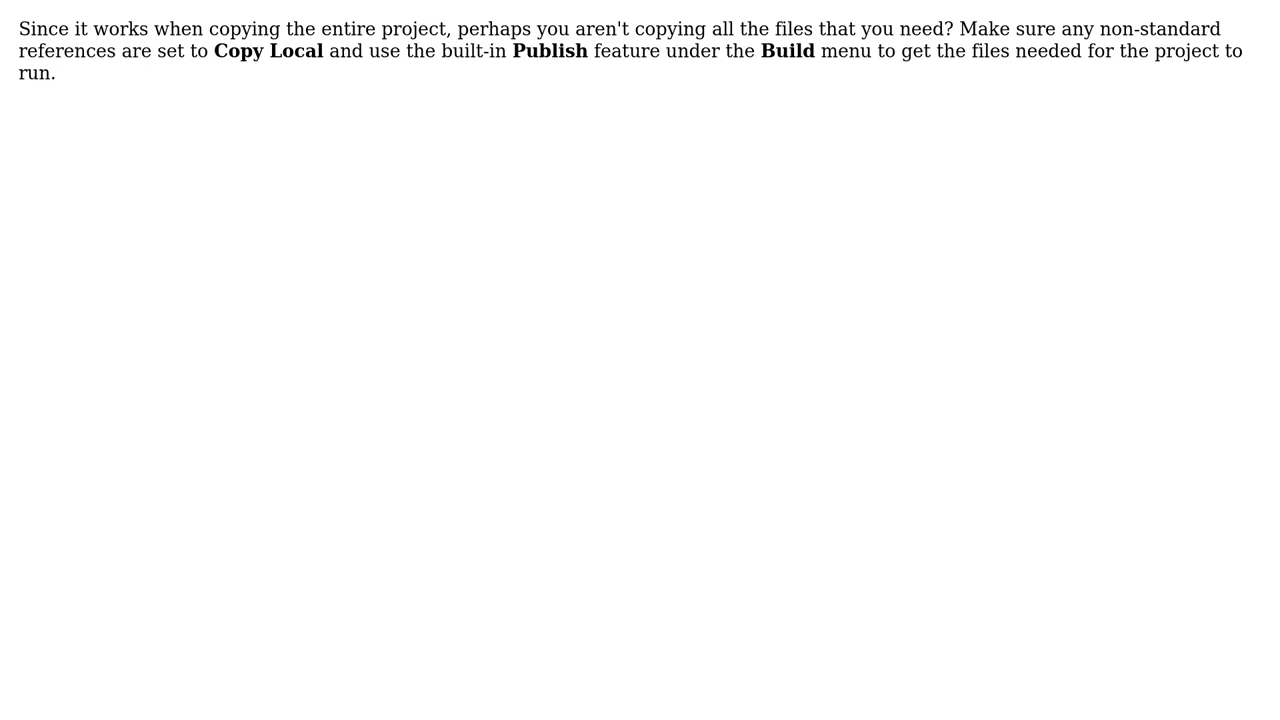 Since it works when copying the entire project, perhaps you aren't copying all the files that you need? Make sure any non-standard
references are set to Copy Local and use the built-in Publish feature under the Build menu to get the files needed for the project to
run.